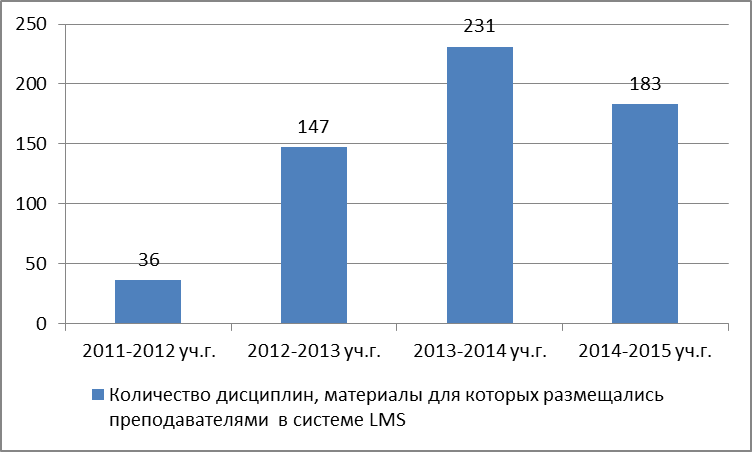 250
231
200
183
150
147
100
50
36
0
2011-2012 уч.г.
2012-2013 уч.г.
2013-2014 уч.г.
2014-2015 уч.г.
Количество дисциплин, материалы для которых размещались
преподавателями в системе LMS